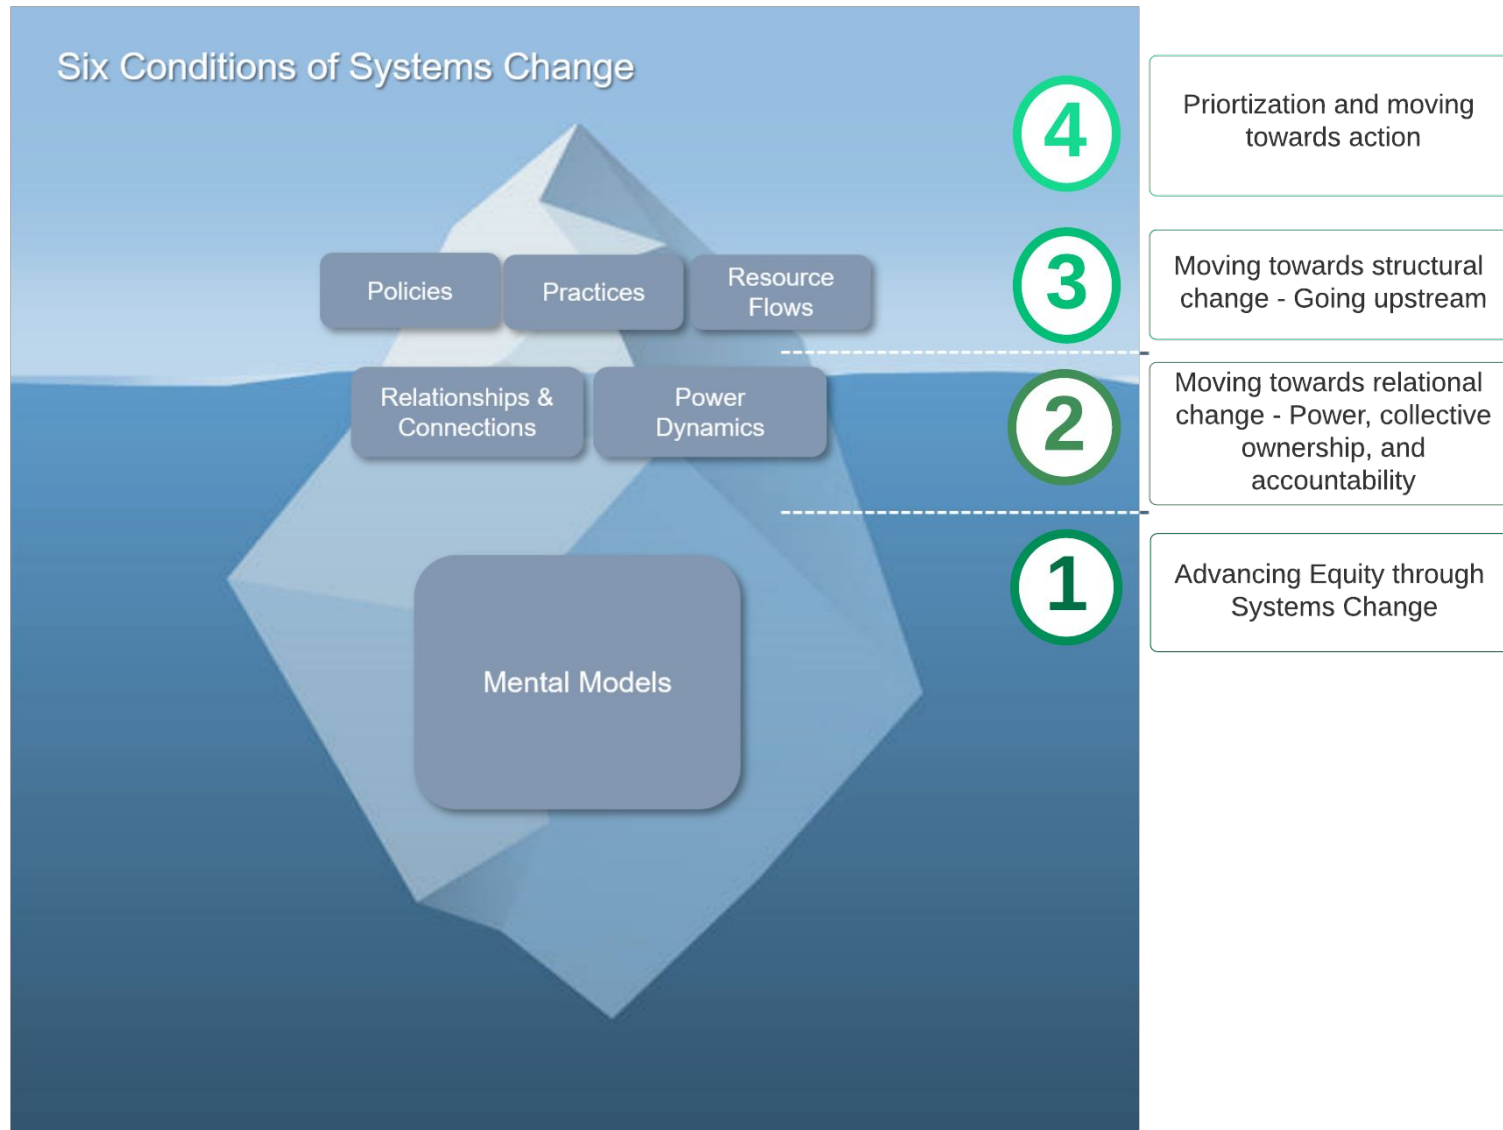 Six Conditions of Systems Change
4
Priortization and moving
towards action
Policies
Practices
Resource
Flows
3
Moving towards structural
change - Going upstream
Relationships &
Connections
Power
Dynamics
2
Moving towards relational
change - Power, collective
ownership, and
accountability
Mental Models
1
Advancing Equity through
Systems Change